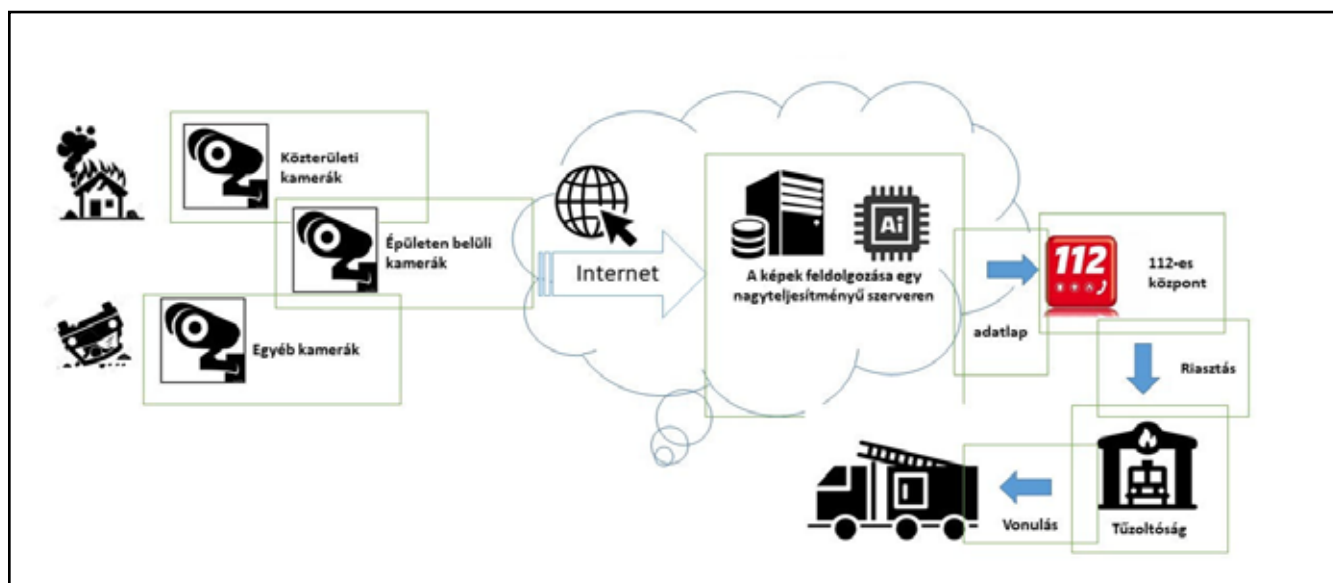 Közterületi
kamerák
Épületen belüli
kamerák
Egyéb kamerák
Internet
Ai
A képek feldolgozása egy
nagyteljesítményű szerveren
adatlap
112
112-es
központ
Riasztás
Tűzoltóság
Vonulás